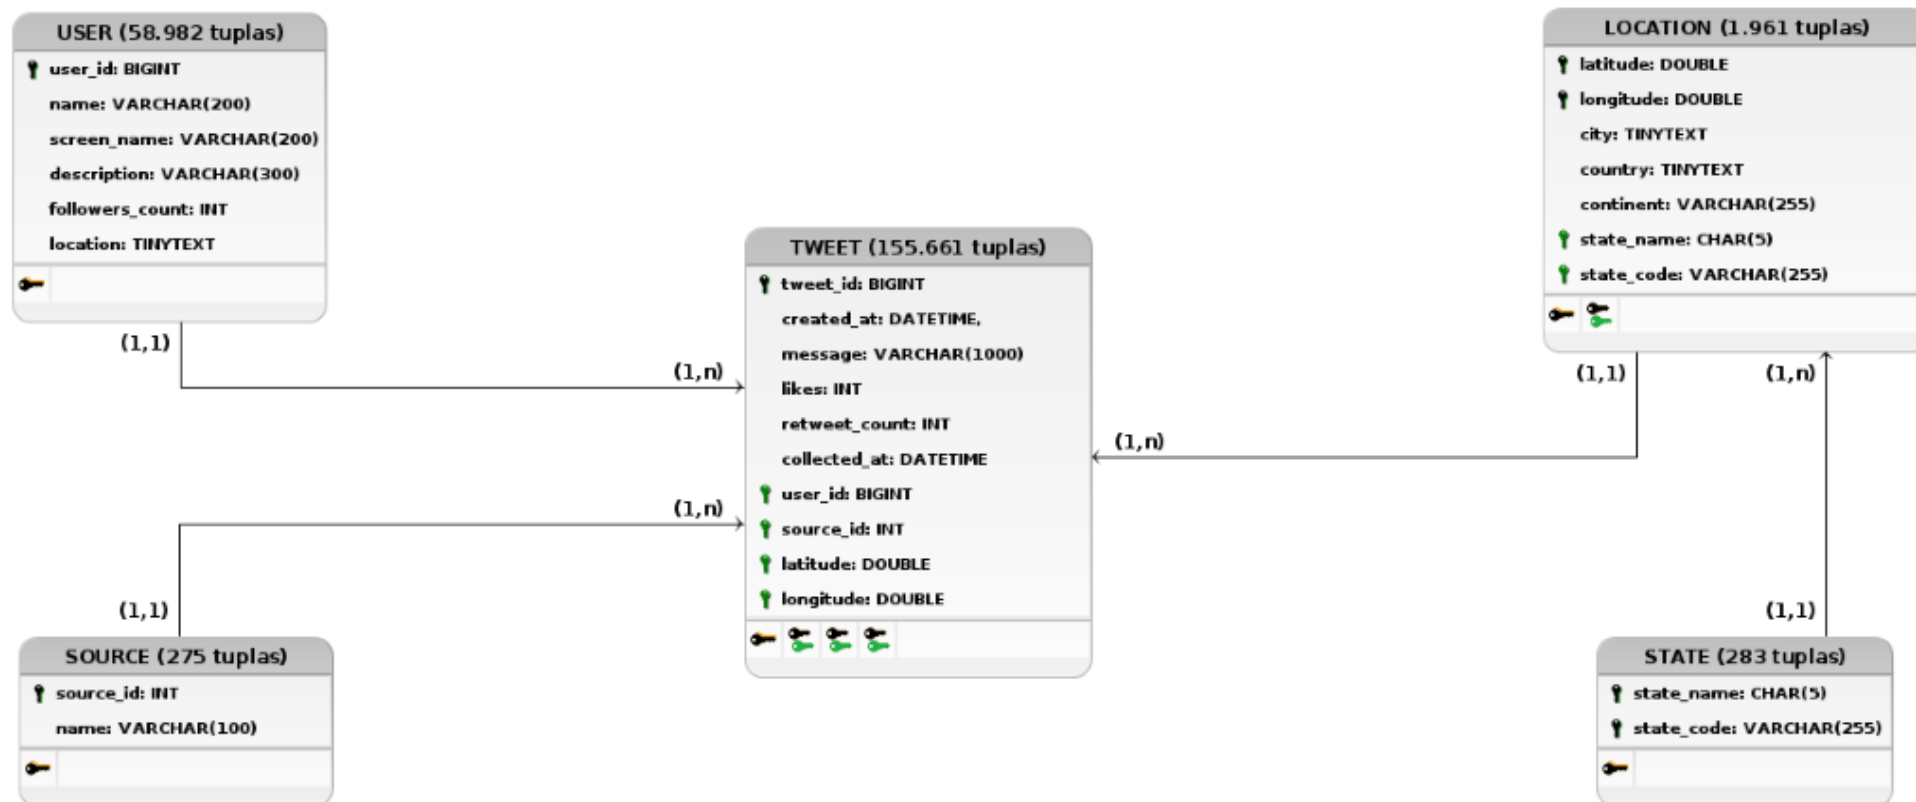 USER (58.982 tuplas)
user_id: BIGINT
name: VARCHAR(200)
screen_name: VARCHAR(200)
description: VARCHAR(300)
followers_count: INT
location: TINYTEXT
(1,1)
(1,n)
TWEET (155.661 tuplas)
tweet_id: BIGINT
created_at: DATETIME,
message: VARCHAR(1000)
likes: INT
retweet_count: INT
collected_at: DATETIME
user_id: BIGINT
source_id: INT
latitude: DOUBLE
longitude: DOUBLE
(1,n)
(1,1)
SOURCE (275 tuplas)
source_id: INT
name: VARCHAR(100)
LOCATION (1.961 tuplas)
latitude: DOUBLE
longitude: DOUBLE
city: TINYTEXT
country: TINYTEXT
continent: VARCHAR(255)
state_name: CHAR(5)
state_code: VARCHAR(255)
(1,1)
(1,n)
(1,n)
(1,1)
STATE (283 tuplas)
state_name: CHAR(5)
state_code: VARCHAR(255)